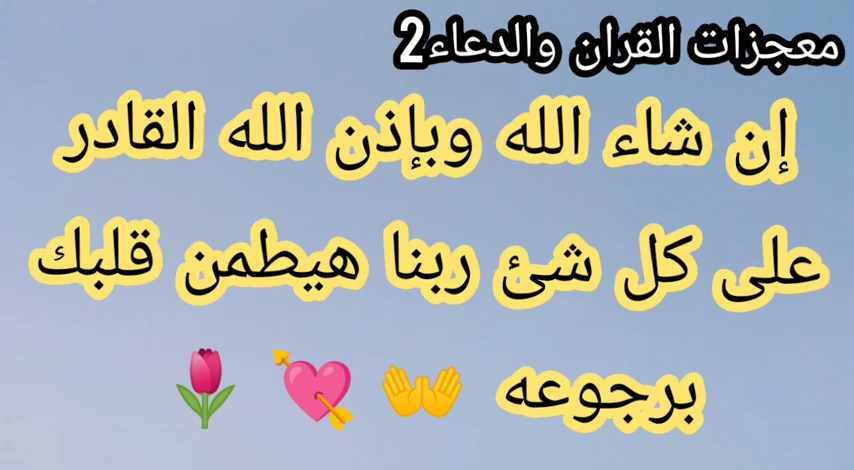 معجزات القران والدعاء2
إن شاء الله وبإذن الله القادر
على كل شئ ربنا هيطمن قلبك
برجوعه 👐 💘 🌷